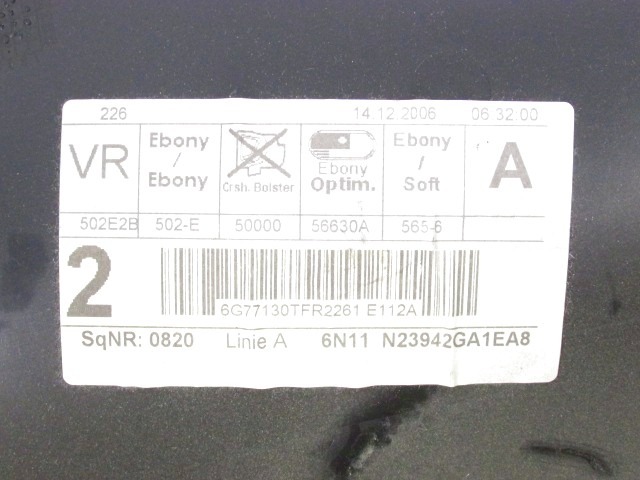 226 14.12.2006 06:32:00
VR Ebony / Ebony Crsh. Bolster Ebony Optim. Ebony / Soft A
502E2B 502-E 50000 56630A 565-6
2
6G77130TFR2261 E112A
SqNR: 0820 Linie A 6N11 N23942GA1EA8